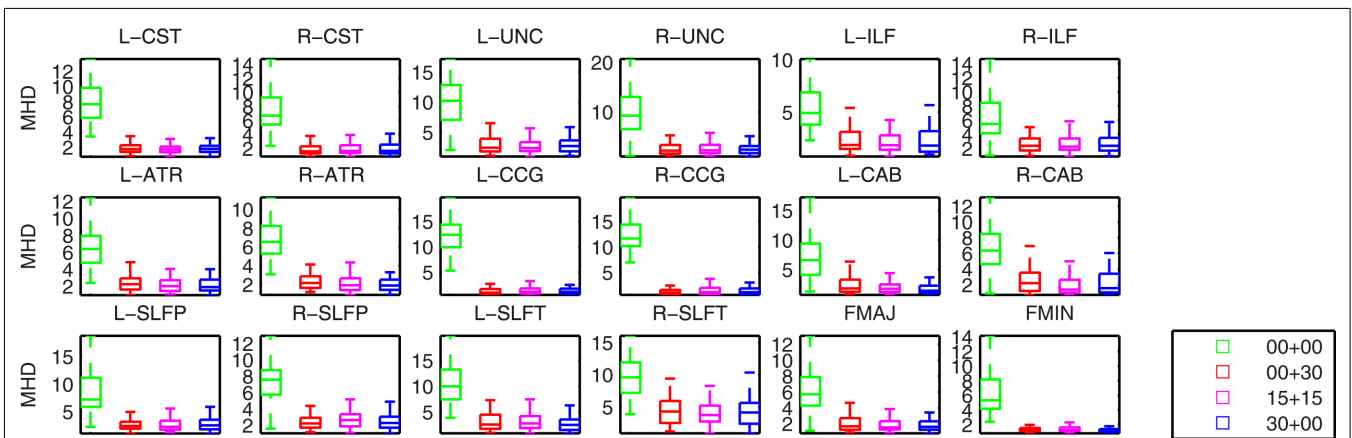 L−CST R−CST L−UNC R−UNC L−ILF R−ILF
MHD
12 10 8 6 4 2
14 12 10 8 6 4 2
15 10 5
20 10
10 5
14 12 10 8 6 4 2
L−ATR R−ATR L−CCG R−CCG L−CAB R−CAB
MHD
12 10 8 6 4 2
10 8 6 4 2
15 10 5
15 10 5
15 10 5
12 10 8 6 4 2
L−SLFP R−SLFP L−SLFT R−SLFT FMAJ FMIN
MHD
15 10 5
12 10 8 6 4 2
15 10 5
15 10 5
12 10 8 6 4 2
14 12 10 8 6 4 2
00+00
00+30
15+15
30+00